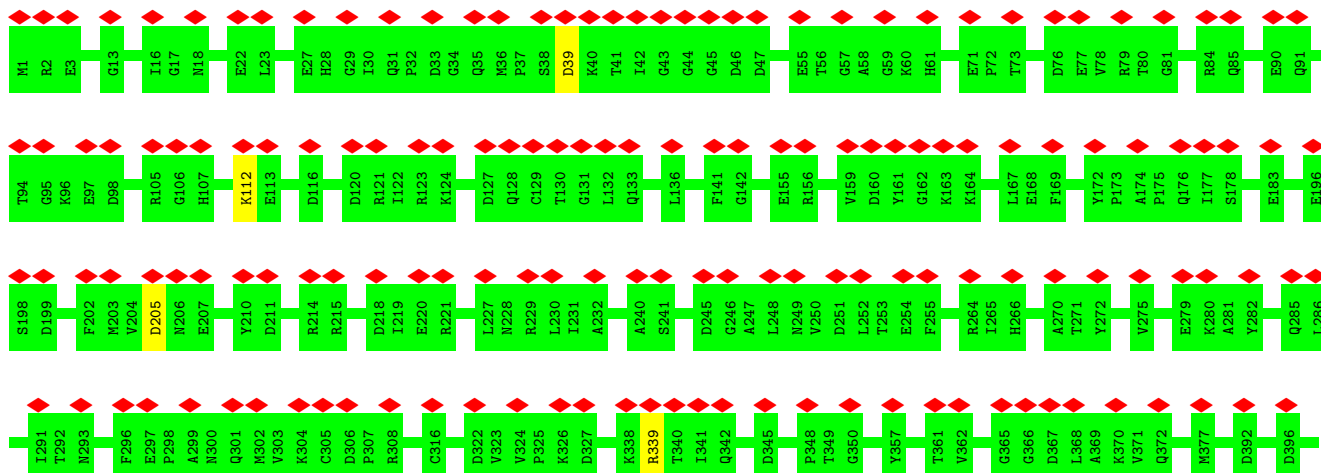 M1 R2 E3 G13 I16 G17 N18 E22 L23 E27 H28 G29 I30 Q31 P32 D33 G34 Q35 M36 P37 S38 D39 K40 T41 I42 G43 G44 G45 D46 D47 E55 T56 G57 A58 G59 K60 H61 E71 P72 T73 D76 E77 V78 R79 T80 G81 R84 Q85 E90 Q91
T94 G95 K96 E97 D98 R105 G106 H107 K112 E113 D116 D120 R121 I122 R123 K124 D127 Q128 C129 T130 G131 L132 Q133 L136 F141 G142 E155 R156 V159 D160 Y161 G162 K163 K164 L167 E168 F169 Y172 P173 A174 P175 Q176 I177 S178 E183 E196
S198 D199 F202 M203 V204 D205 N206 E207 Y210 D211 R214 R215 D218 I219 E220 R221 L227 N228 R229 L230 I231 A232 A240 S241 D245 G246 A247 L248 N249 V250 D251 L252 T253 E254 F255 R264 I265 H266 A270 T271 Y272 V275 E279 K280 A281 Y282 Q285 L286
I291 T292 N293 F296 E297 P298 A299 N300 Q301 M302 V303 K304 C305 D306 P307 R308 C316 D322 V323 V324 P325 K326 D327 K338 R339 T340 I341 Q342 D345 P348 T349 G350 Y357 T361 V362 G365 G366 D367 L368 A369 K370 V371 Q372 M377 D392 D396